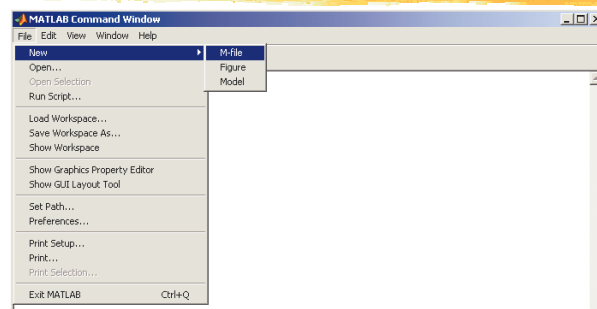 MATLAB Command Window
File Edit View Window Help
New
M-file
Open...
Figure
Open Selection
Model
Run Script...
Load Workspace...
Save Workspace As...
Show Workspace
Show Graphics Property Editor
Show GUI Layout Tool
Set Path...
Preferences...
Print Setup...
Print...
Print Selection...
Exit MATLAB Ctrl+Q